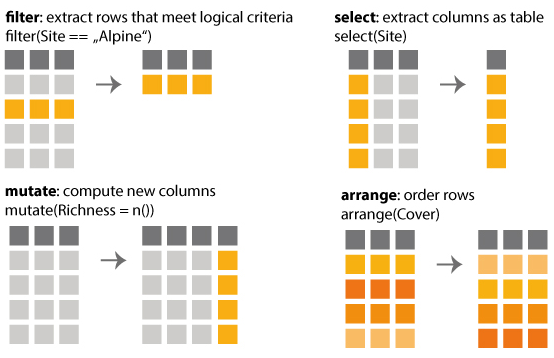 filter: extract rows that meet logical criteria
filter(Site == „Alpine“)
select: extract columns as table
select(Site)
mutate: compute new columns
mutate(Richness = n())
arrange: order rows
arrange(Cover)